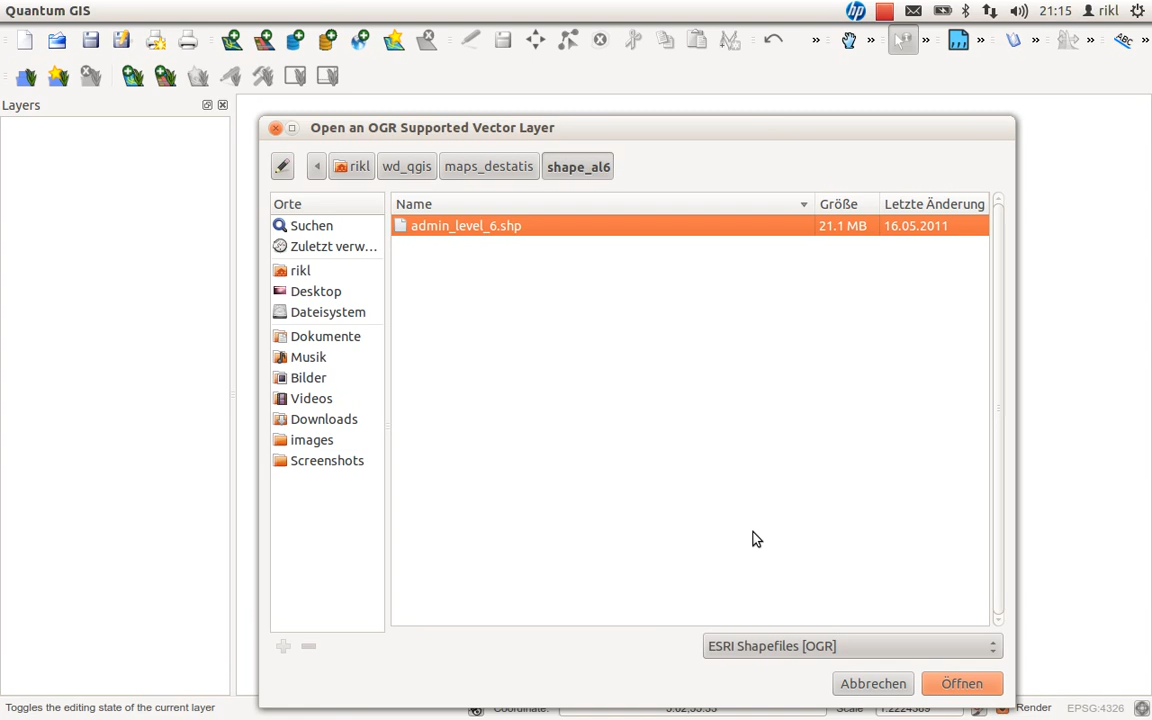 Quantum GIS
21:15
rikl
ABC
Layers
Open an OGR Supported Vector Layer
rikl
wd_qgis
maps_destatis
shape_al6
Orte
Name
Größe
Letzte Änderung
Suchen
admin_level_6.shp
21.1 MB
16.05.2011
Zuletzt verw...
rikl
Desktop
Dateisystem
Dokumente
Musik
Bilder
Videos
Downloads
images
Screenshots
ESRI Shapefiles [OGR]
Abbrechen
Öffnen
Toggles the editing state of the current layer
Coordinate:
Scale
Render
EPSG:4326